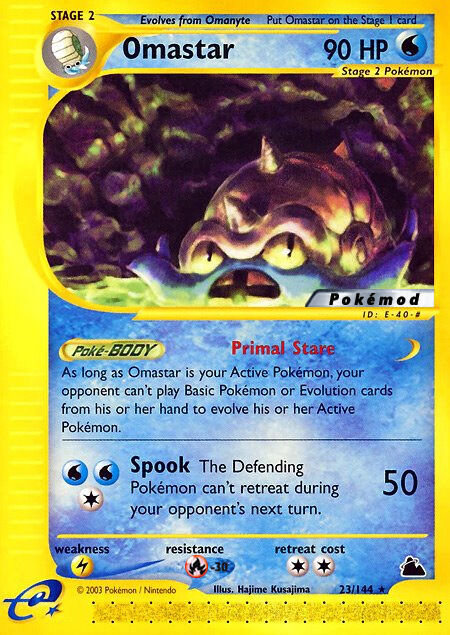 STAGE 2 Evolves from Omanyte Put Omastar on the Stage 1 card
Omastar 90 HP
Stage 2 Pokémon
Pokémod
ID: E-40-#
Poké-BODY Primal Stare
As long as Omastar is your Active Pokémon, your
opponent can't play Basic Pokémon or Evolution cards
from his or her hand to evolve his or her Active
Pokémon.
Spook The Defending
Pokémon can't retreat during
your opponent's next turn.
50
weakness resistance retreat cost
-30
© 2003 Pokémon / Nintendo Illus. Hajime Kusajima 23/144 ★
e